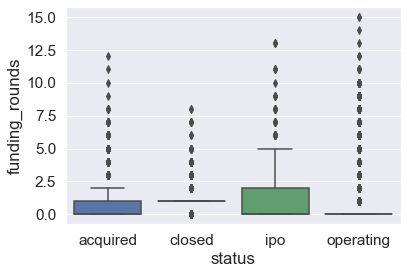 15.0
12.5
10.0
7.5
5.0
2.5
0.0
funding_rounds
acquired closed ipo operating
status